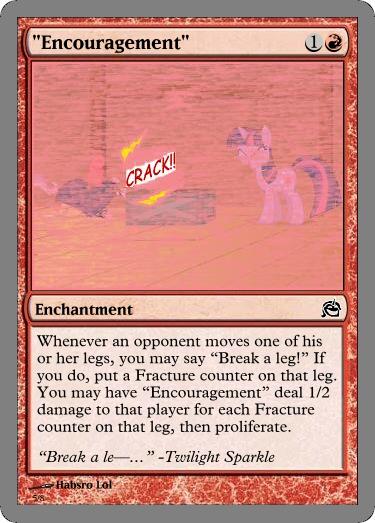 "Encouragement" 1
CRACK!!
Enchantment
Whenever an opponent moves one of his
or her legs, you may say “Break a leg!” If
you do, put a Fracture counter on that leg.
You may have “Encouragement” deal 1/2
damage to that player for each Fracture
counter on that leg, then proliferate.
“Break a le—…” -Twilight Sparkle
Habsro Lol
5/8